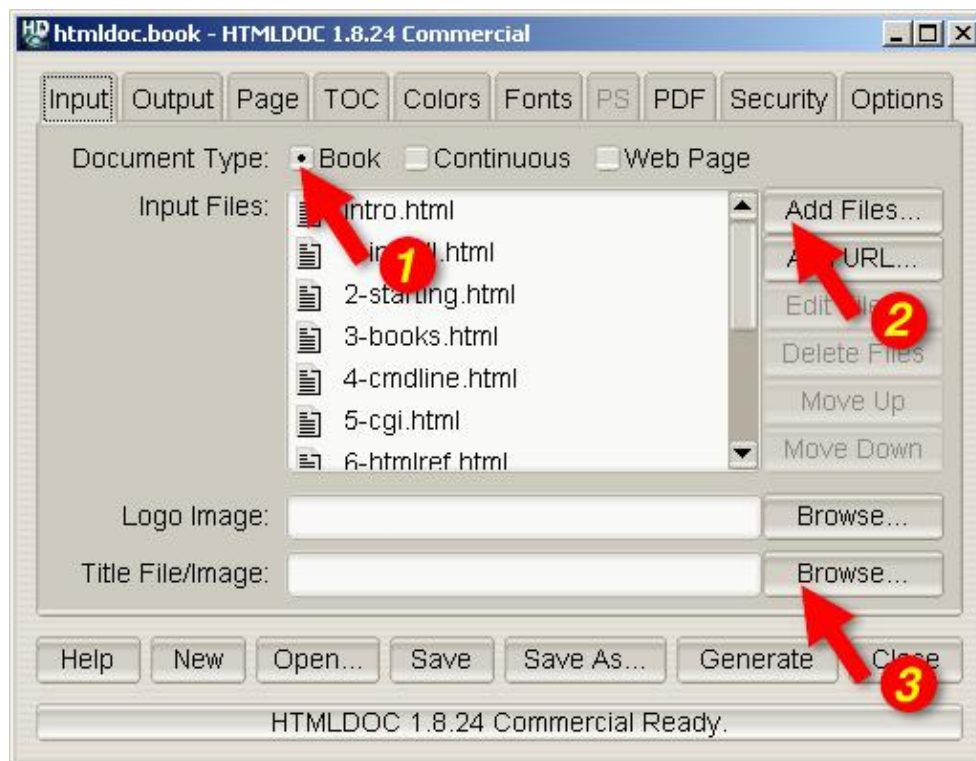 HD htmldoc.book - HTMLDOC 1.8.24 Commercial
Input Output Page TOC Colors Fonts PS PDF Security Options
Document Type: Book Continuous Web Page
Input Files: intro.html Add Files...
1 .html URL...
2-starting.html Edit 2
3-books.html Delete Files
4-cmdline.html Move Up
5-cgi.html Move Down
6-htmlref.html
Logo Image: Browse...
Title File/Image: Browse...
Help New Open... Save Save As... Generate Close
3
HTMLDOC 1.8.24 Commercial Ready.